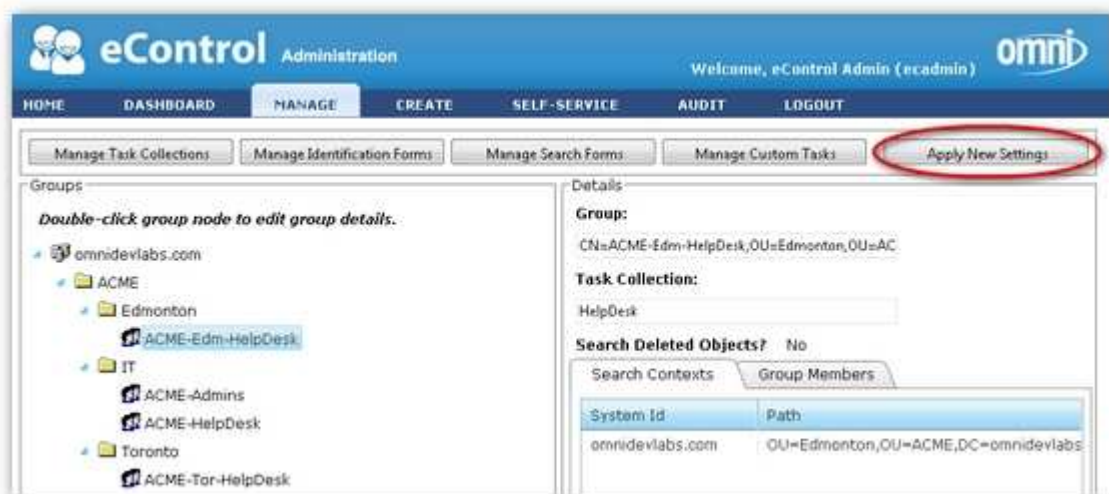 eControl Administration
omni
Welcome, eControl Admin (ecadmin)
HOME DASHBOARD MANAGE CREATE SELF-SERVICE AUDIT LOGOUT
Manage Task Collections Manage Identification Forms Manage Search Forms Manage Custom Tasks Apply New Settings
Groups
Double-click group node to edit group details.
omnidevlabs.com
ACME
Edmonton
ACME-Edm-HelpDesk
IT
ACME-Admins
ACME-HelpDesk
Toronto
ACME-Tor-HelpDesk
Details
Group:
CN=ACME-Edm-HelpDesk,OU=Edmonton,OU=AC
Task Collection:
HelpDesk
Search Deleted Objects? No
Search Contexts Group Members
System Id Path
omnidevlabs.com OU=Edmonton,OU=ACME,DC=omnidevlabs